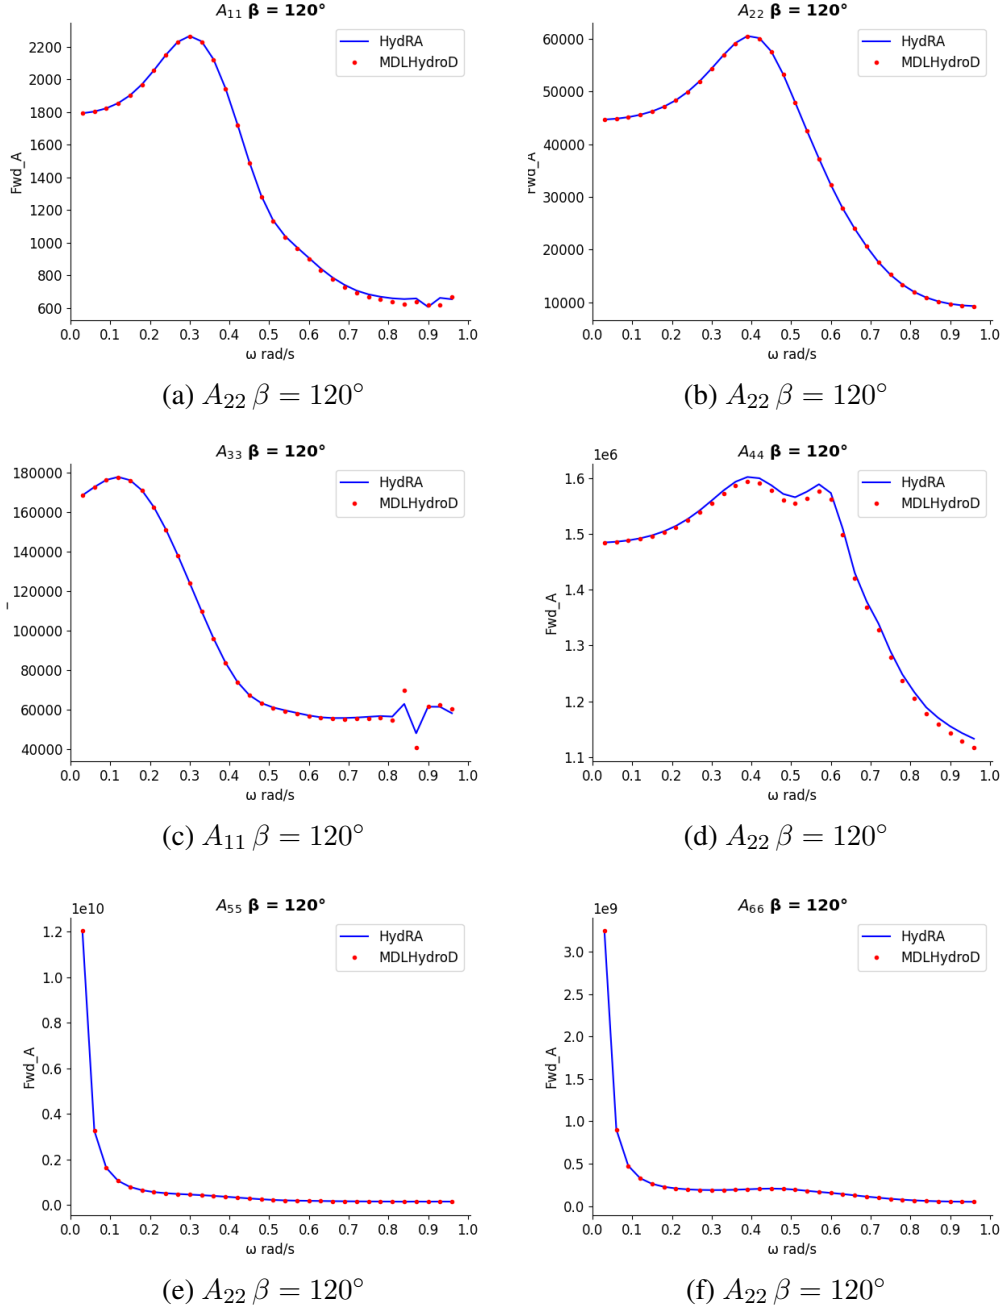 A₁₁ β = 120°
HydRA
MDLHydroD
2200
2000
1800
1600
1400
1200
1000
800
600
Fwd_A
0.0 0.1 0.2 0.3 0.4 0.5 0.6 0.7 0.8 0.9 1.0
ω rad/s
(a) A₂₂ β = 120°
A₂₂ β = 120°
HydRA
MDLHydroD
60000
50000
40000
30000
20000
10000
Fwd_A
0.0 0.1 0.2 0.3 0.4 0.5 0.6 0.7 0.8 0.9 1.0
ω rad/s
(b) A₂₂ β = 120°
A₃₃ β = 120°
HydRA
MDLHydroD
180000
160000
140000
120000
100000
80000
60000
40000
0.0 0.1 0.2 0.3 0.4 0.5 0.6 0.7 0.8 0.9 1.0
ω rad/s
(c) A₁₁ β = 120°
A₄₄ β = 120°
1e6
HydRA
MDLHydroD
1.6
1.5
1.4
1.3
1.2
1.1
Fwd_A
0.0 0.1 0.2 0.3 0.4 0.5 0.6 0.7 0.8 0.9 1.0
ω rad/s
(d) A₂₂ β = 120°
A₅₅ β = 120°
1e10
HydRA
MDLHydroD
1.2
1.0
0.8
0.6
0.4
0.2
0.0
Fwd_A
0.0 0.1 0.2 0.3 0.4 0.5 0.6 0.7 0.8 0.9 1.0
ω rad/s
(e) A₂₂ β = 120°
A₆₆ β = 120°
1e9
HydRA
MDLHydroD
3.0
2.5
2.0
1.5
1.0
0.5
0.0
Fwd_A
0.0 0.1 0.2 0.3 0.4 0.5 0.6 0.7 0.8 0.9 1.0
ω rad/s
(f) A₂₂ β = 120°